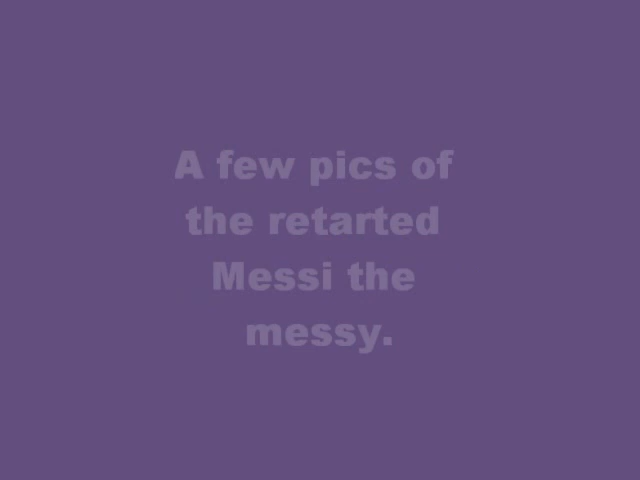 A few pics of
the retarted
Messi the
messy.